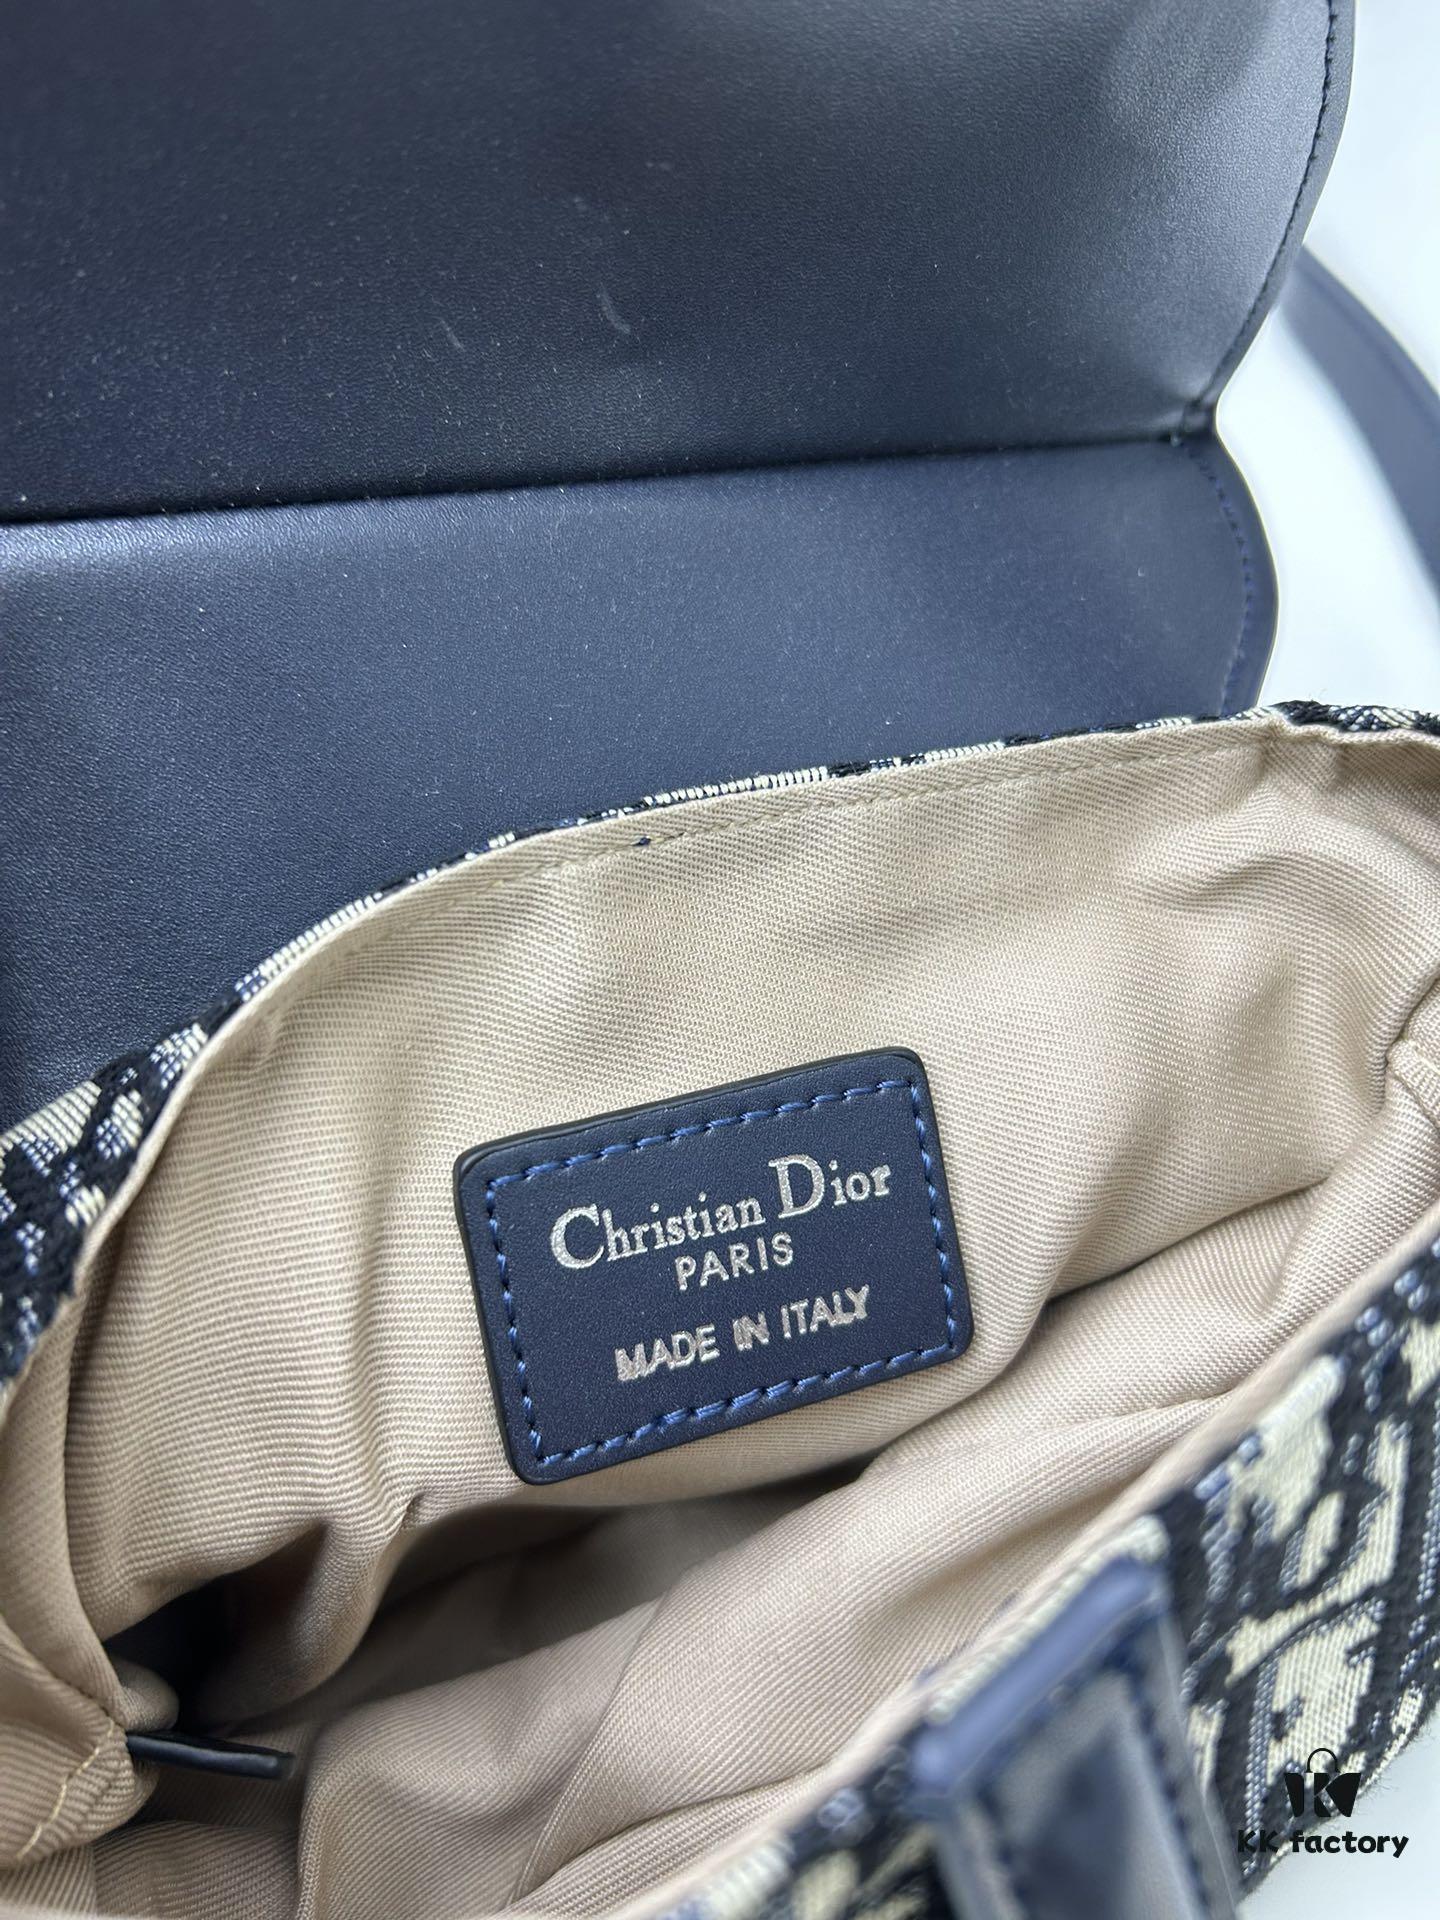 Christian Dior
PARIS
MADE IN ITALY
KK factory